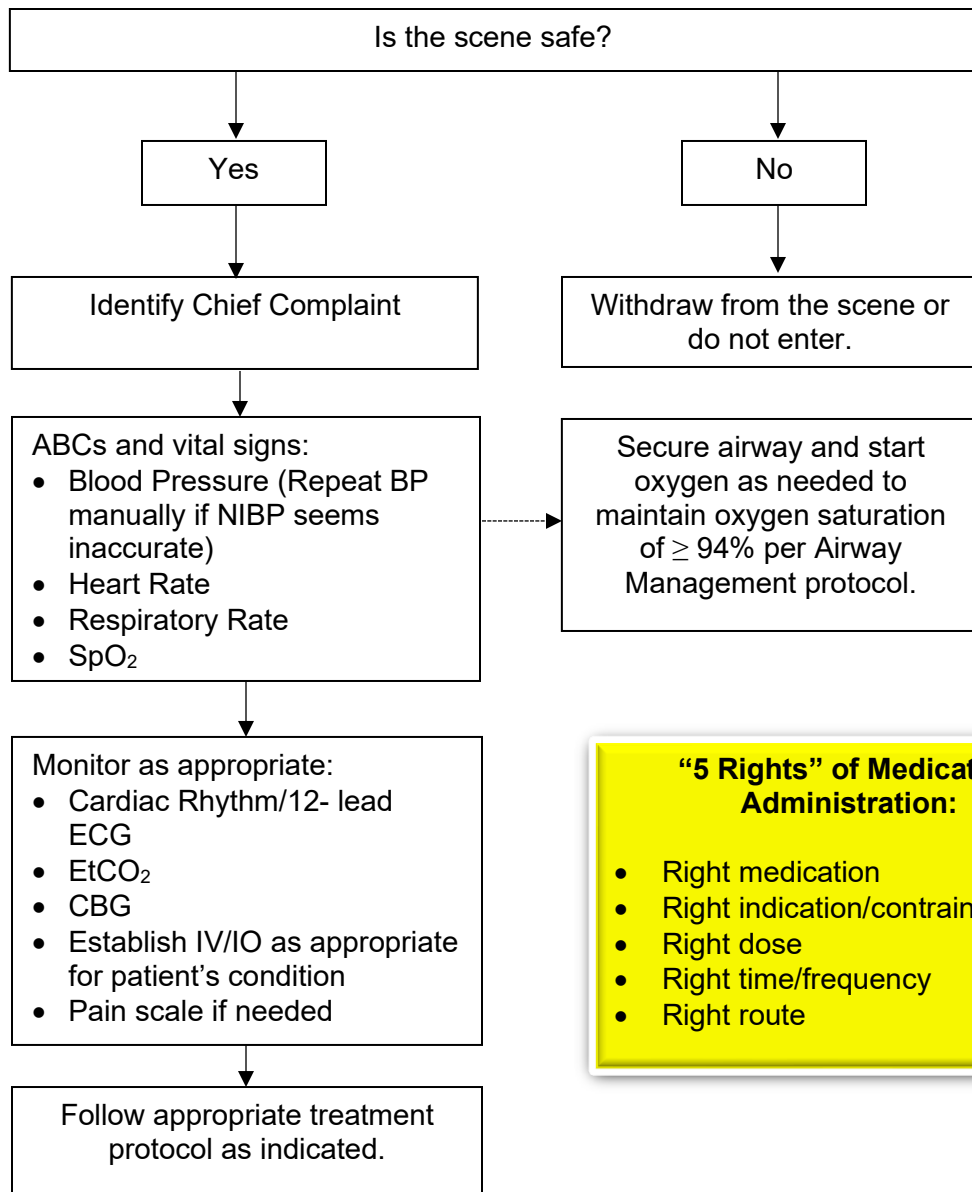 Is the scene safe?
Yes
No
Identify Chief Complaint
Withdraw from the scene or
do not enter.
ABCs and vital signs:
• Blood Pressure (Repeat BP
manually if NIBP seems
inaccurate)
• Heart Rate
• Respiratory Rate
• SpO₂
Secure airway and start
oxygen as needed to
maintain oxygen saturation
of ≥ 94% per Airway
Management protocol.
Monitor as appropriate:
• Cardiac Rhythm/12- lead
ECG
• EtCO₂
• CBG
• Establish IV/IO as appropriate
for patient’s condition
• Pain scale if needed
“5 Rights” of
Administration:
• Right medication
• Right
• Right dose
• Right time/frequency
• Right route
Follow appropriate treatment
protocol as indicated.